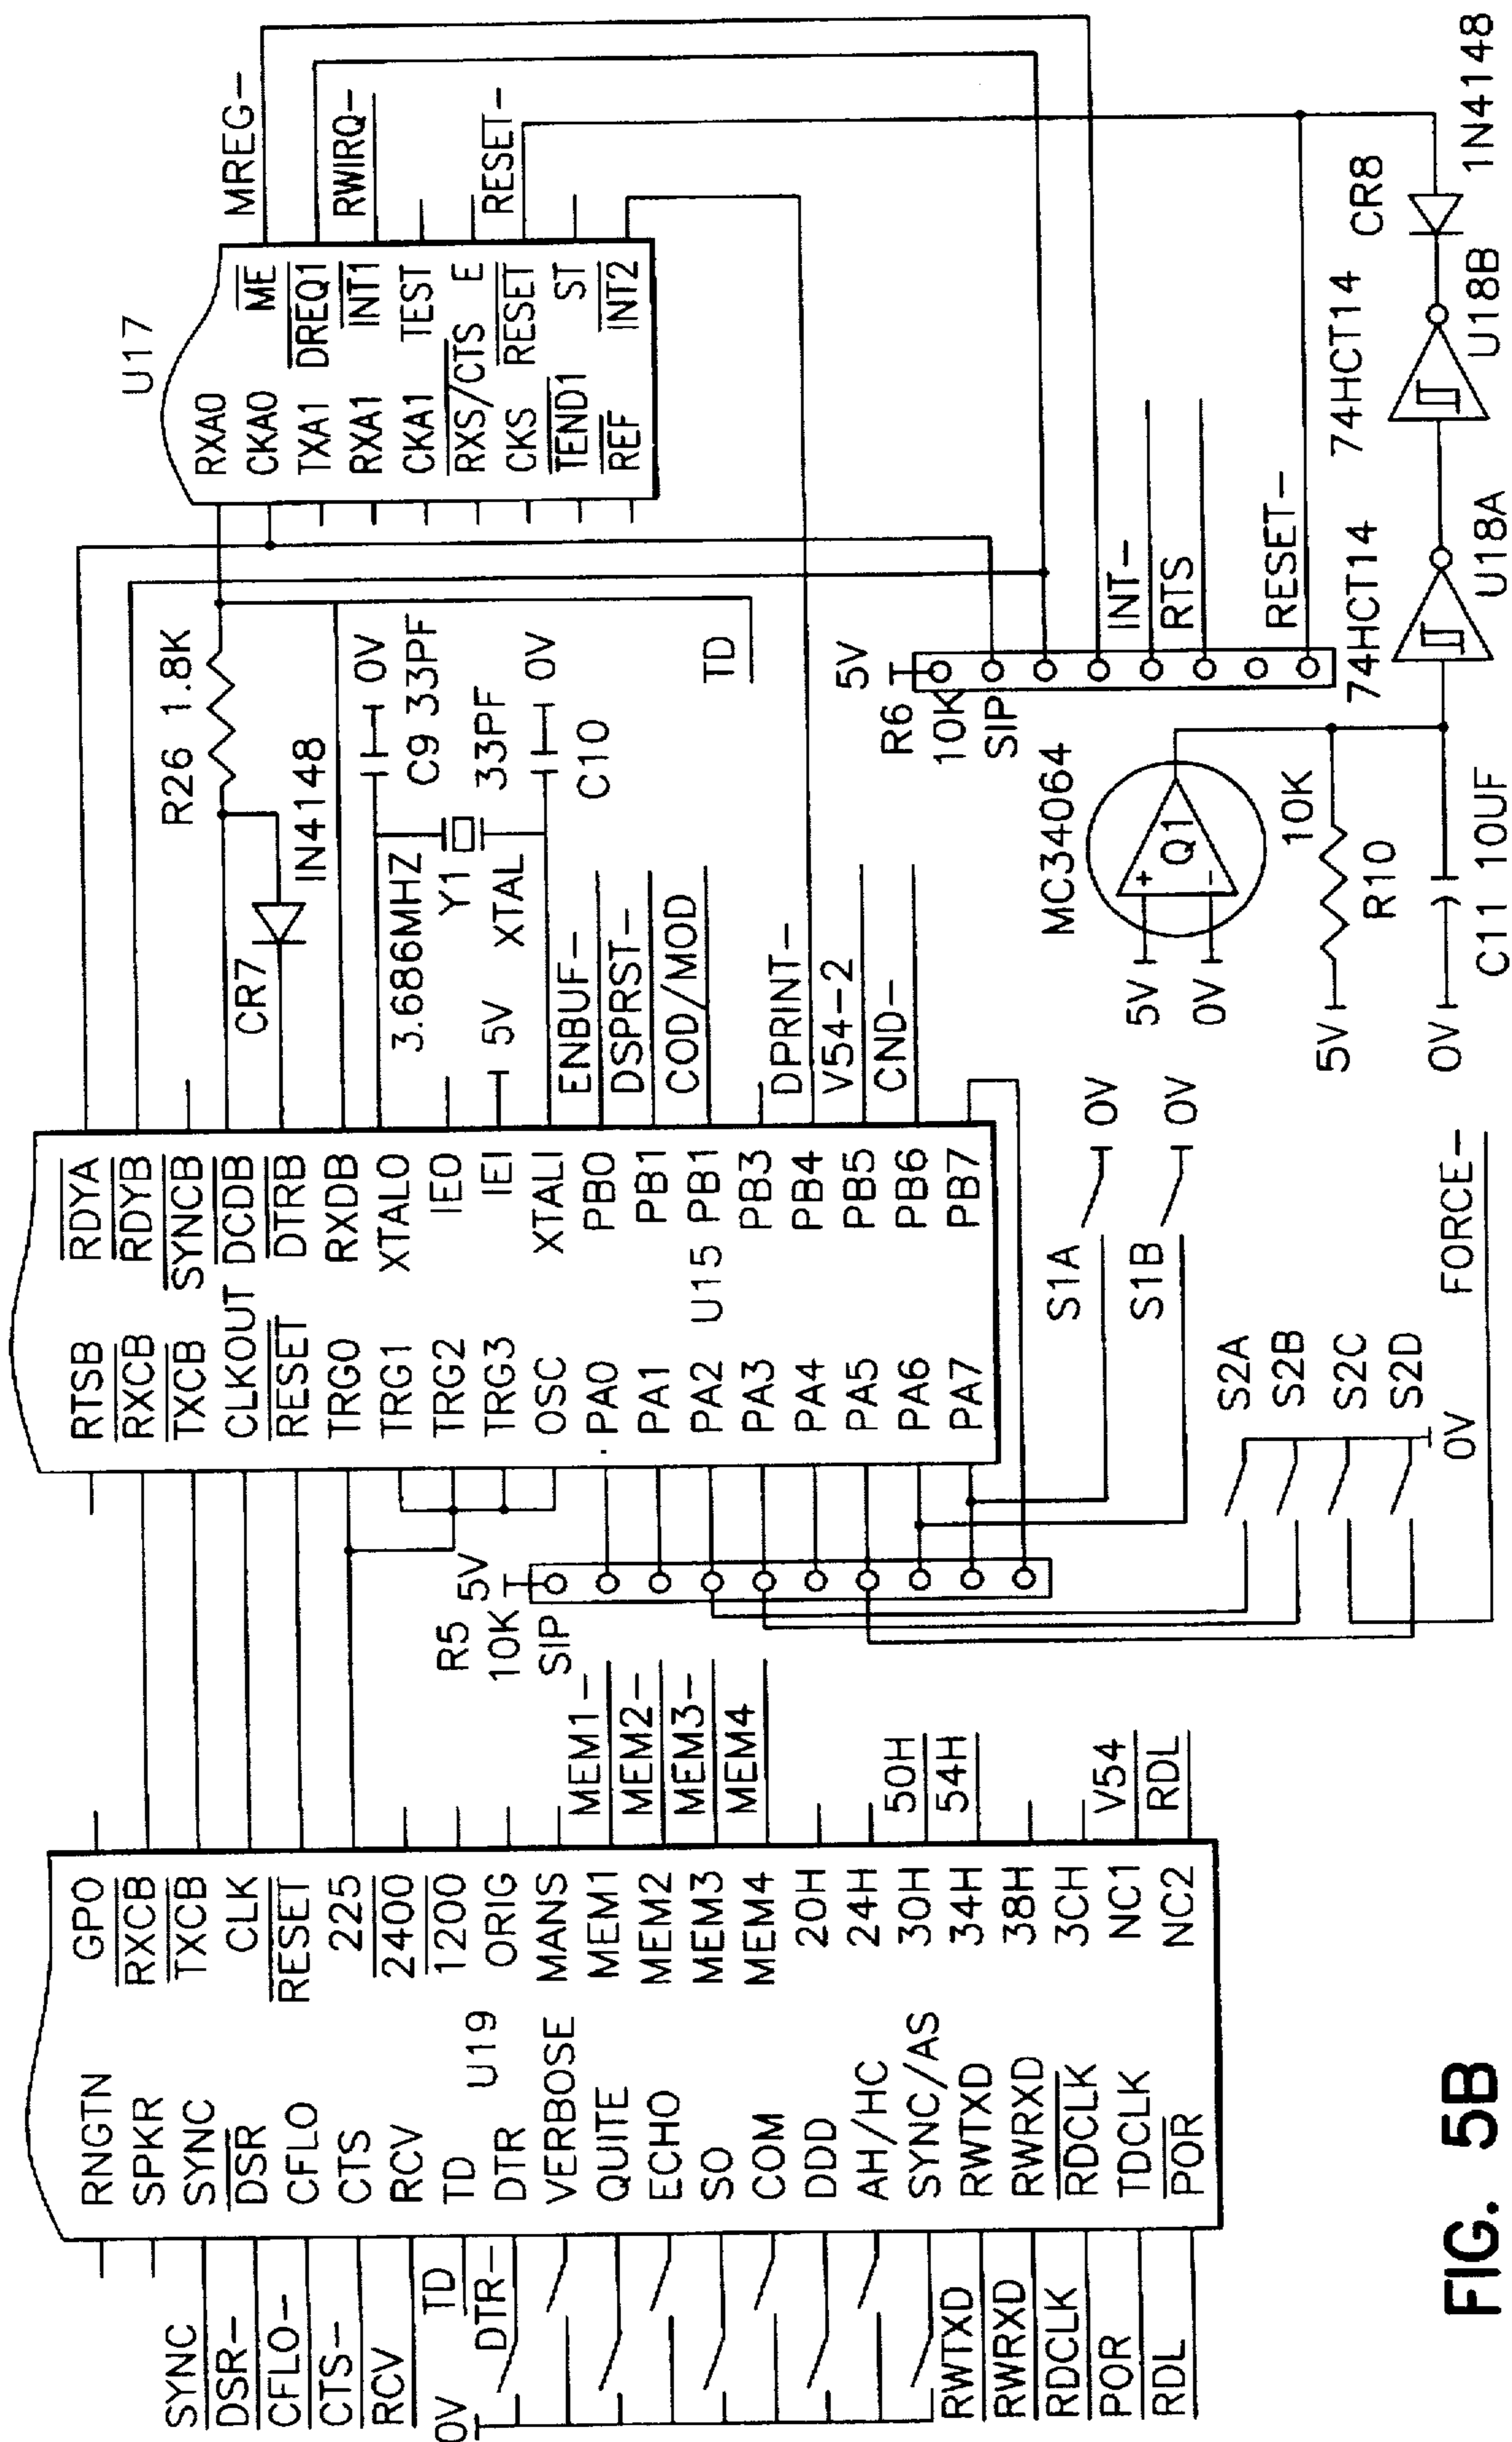 RNGTN
SPKR
SYNC
DSR
CFLO
CTS
RCV
TD
DTR
VERBOSE
QUITE
ECHO
SO
COM
DDD
AH/HC
SYNC/AS
RWTXD
RWRXD
RDCLK
TDCLK
POR
U19
GPO
RXCB
TXCB
CLK
RESET
225
2400
1200
ORIG
MANS
MEM1
MEM2
MEM3
MEM4
20H
24H
30H
34H
38H
3CH
NC1
NC2
SYNC
DSR-
CFLO-
CTS-
RCV
TD
DTR-
0V
RWTXD
RWRXD
RDCLK
POR
RDL
MEM1-
MEM2-
MEM3-
MEM4
50H
54H
V54
RDL
R5 5V
10K
SIP
RTSB
RXCB
TXCB
CLKOUT
RESET
TRG0
TRG1
TRG2
TRG3
OSC
PA0
PA1
PA2
PA3
PA4
PA5
PA6
PA7
U15
RDYA
RDYB
SYNCB
DCDB
DTRB
RXDB
XTALO
IEO
IEI
XTALI
PB0
PB1
PB1
PB3
PB4
PB5
PB6
PB7
S1A
0V
S1B
0V
S2A
S2B
S2C
S2D
0V
FORCE-
CR7
IN4148
R26 1.8K
3.686MHZ
Y1
XTAL
5V
0V
C9 33PF
33PF
0V
C10
ENBUF-
DSPRST-
COD/MOD
DPRINT-
V54-2
CND-
TD
U17
RXA0
CKA0
TXA1
RXA1
CKA1
RXS/CTS
CKS
TEND1
REF
ME
DREQ1
INT1
TEST
E
RESET
ST
INT2
MREG-
RWIRQ-
RESET-
R6
10K
SIP
5V
INT-
RTS
RESET-
MC34064
Q1
+
-
5V
0V
10K
R10
5V
0V
C11 10UF
74HCT14
U18A
74HCT14
U18B
CR8
1N4148
FIG. 5B